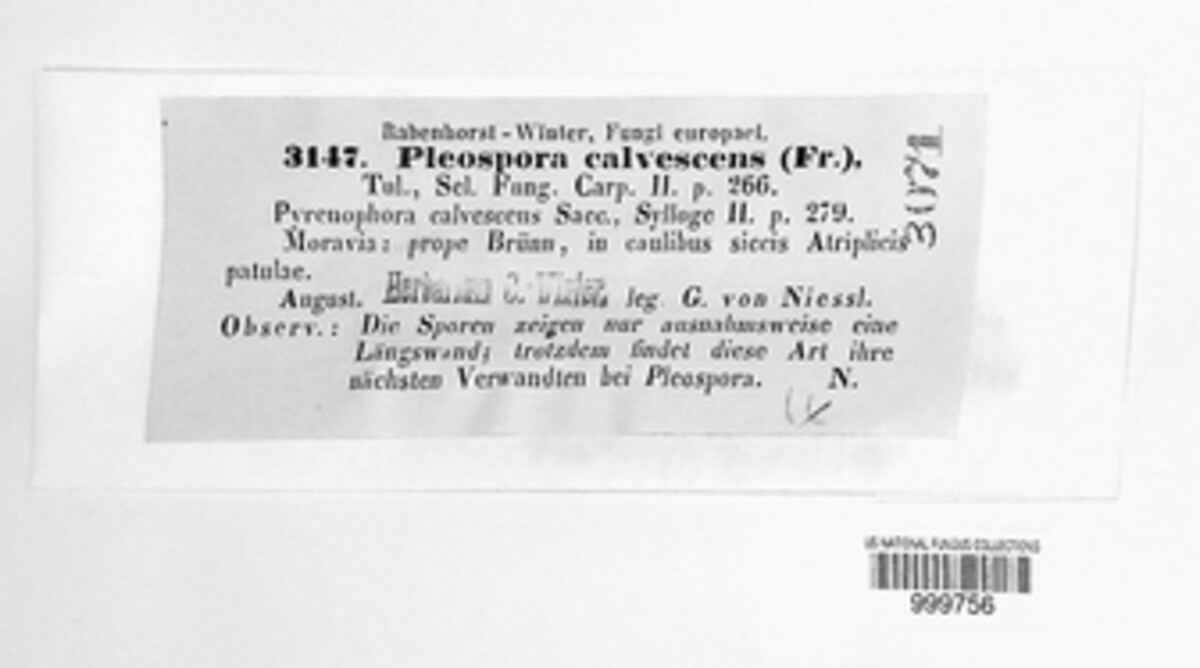 Rabenhorst-Winter, Fungi europaei.
3147. Pleospora calvescens (Fr.),
Tul., Sel. Fung. Carp. II. p. 266.
Pyrenophora calvescens Sacc., Sylloge II. p. 279.
Moravia: prope Brünn, in caulibus siccis Atriplicis
patulae.
August. Herbarium G. Winter, leg. G. von Niessl.
Observ.: Die Sporen zeigen nur ausnahmsweise eine
Längswand; trotzdem findet diese Art ihre
nächsten Verwandten bei Pleospora. N.
3071
US NATIONAL FUNGUS COLLECTIONS
999756